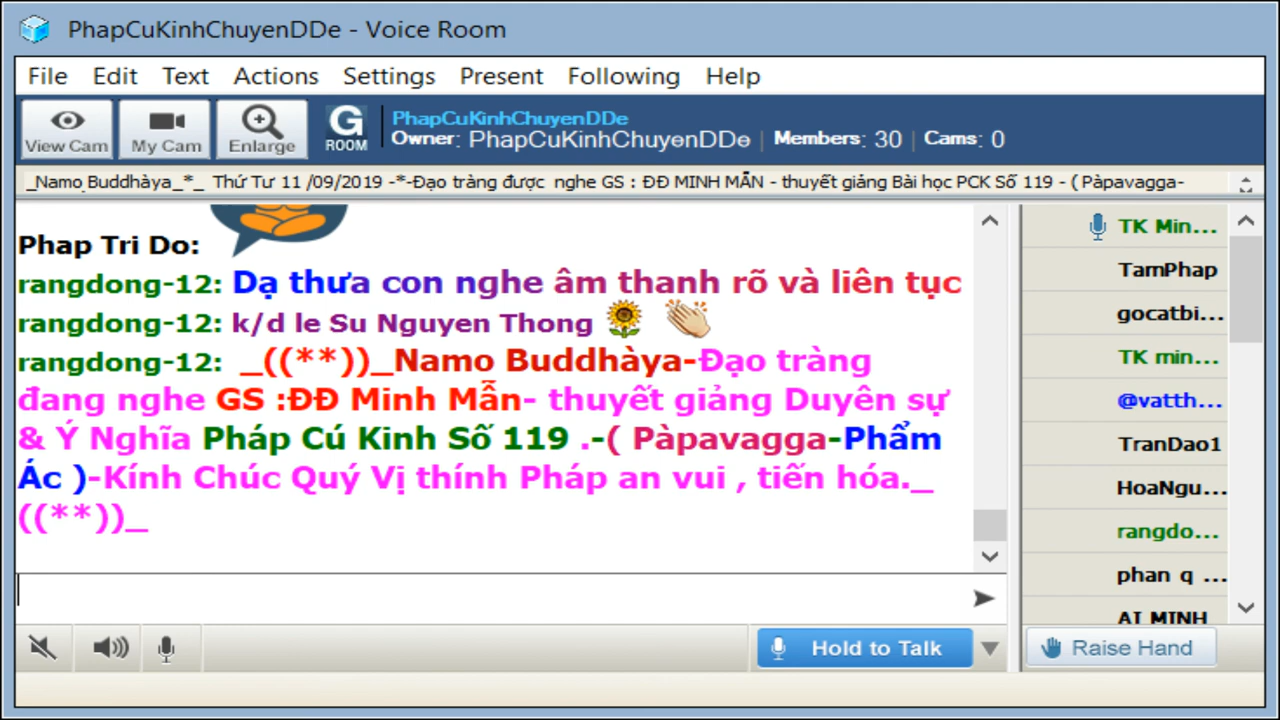 PhapCuKinhChuyenDDe - Voice Room
File Edit Text Actions Settings Present Following Help
View Cam My Cam Enlarge G ROOM
PhapCuKinhChuyenDDe
Owner: PhapCuKinhChuyenDDe | Members: 30 | Cams: 0
_Namo Buddhàya_*_ Thứ Tư 11 /09/2019 -*-Đạo tràng được nghe GS : ĐĐ MINH MẪN - thuyết giảng Bài học PCK Số 119 - ( Pàpavagga-
Phap Tri Do:
rangdong-12: Dạ thưa con nghe âm thanh rõ và liên tục
rangdong-12: k/d le Su Nguyen Thong
rangdong-12: _((**))_Namo Buddhàya-Đạo tràng
đang nghe GS :ĐĐ Minh Mẫn- thuyết giảng Duyên sự
& Ý Nghĩa Pháp Cú Kinh Số 119 .-( Pàpavagga-Phẩm
Ác )-Kính Chúc Quý Vị thính Pháp an vui , tiến hóa._
((**))_
TK Min...
TamPhap
gocatbi...
TK min...
@vatth...
TranDao1
HoaNgu...
rangdo...
phan q ...
AI MINH
Hold to Talk
Raise Hand